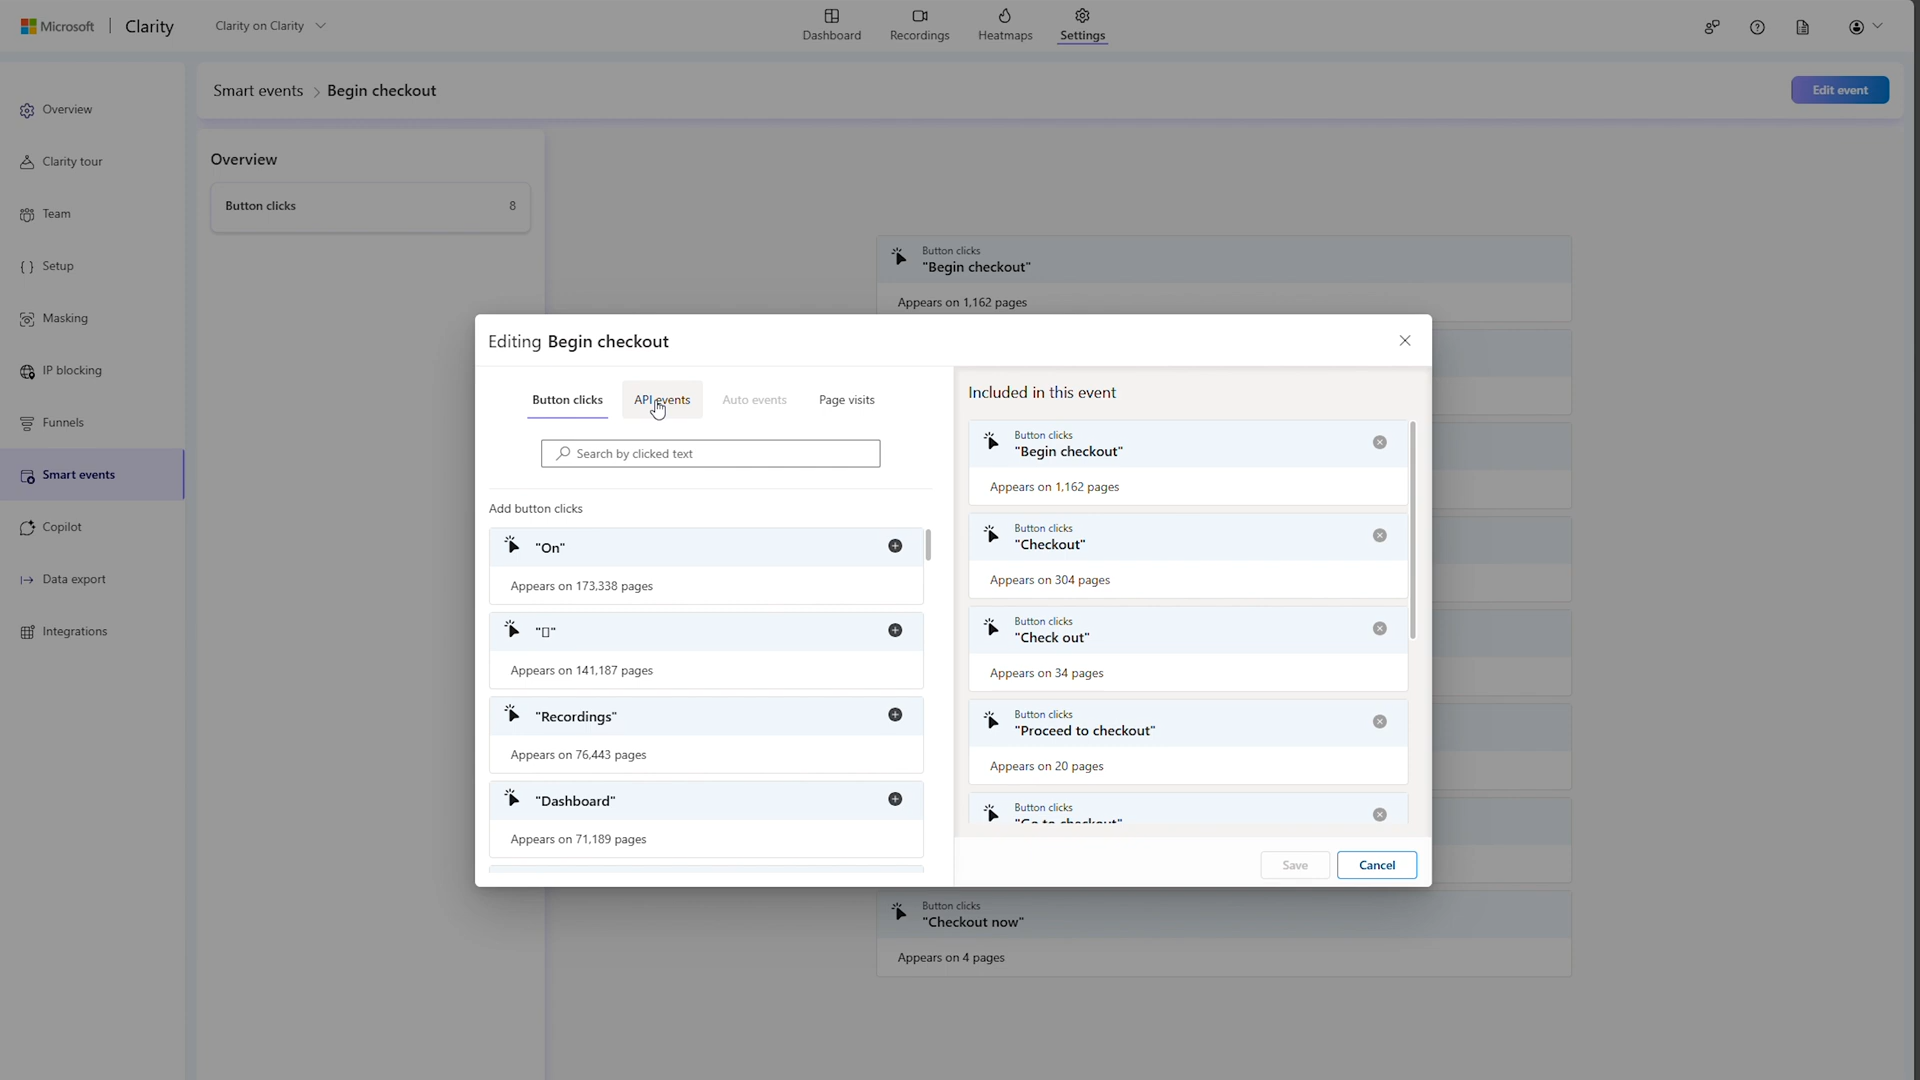 Microsoft | Clarity
Clarity on Clarity
Dashboard
Recordings
Heatmaps
Settings
Overview
Clarity tour
Team
Setup
Masking
IP blocking
Funnels
Smart events
Copilot
Data export
Integrations
Smart events > Begin checkout
Edit event
Overview
Button clicks 8
Button clicks
"Begin checkout"
Appears on 1,162 pages
Editing Begin checkout
Button clicks
API events
Auto events
Page visits
Search by clicked text
Add button clicks
"On"
Appears on 173,338 pages
"▯"
Appears on 141,187 pages
"Recordings"
Appears on 76,443 pages
"Dashboard"
Appears on 71,189 pages
Included in this event
Button clicks
"Begin checkout"
Appears on 1,162 pages
Button clicks
"Checkout"
Appears on 304 pages
Button clicks
"Check out"
Appears on 34 pages
Button clicks
"Proceed to checkout"
Appears on 20 pages
Button clicks
"Go to checkout"
Save
Cancel
Button clicks
"Checkout now"
Appears on 4 pages